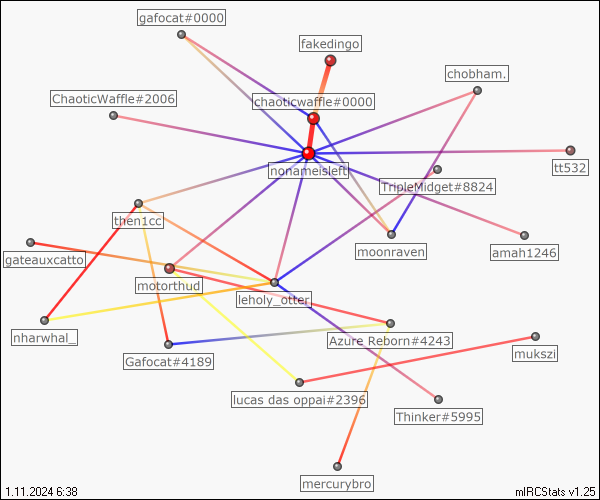 gafocat#0000
fakedingo
chobham.
ChaoticWaffle#2006
chaoticwaffle#0000
nonameisleft
tt532
TripleMidget#8824
then1cc
gateauxcatto
moonraven
amah1246
motorthud
leholy_otter
nharwhal_
Azure Reborn#4243
Gafocat#4189
mukszi
lucas das oppai#2396
Thinker#5995
mercurybro
1.11.2024 6:38
mIRCStats v1.25